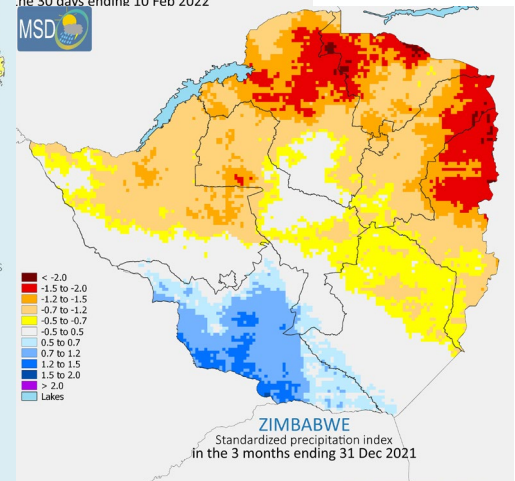 he 30 days ending 10 Feb 2022
MSD
< -2.0
-1.5 to -2.0
-1.2 to -1.5
-0.7 to -1.2
-0.5 to -0.7
-0.5 to 0.5
0.5 to 0.7
0.7 to 1.2
1.2 to 1.5
1.5 to 2.0
> 2.0
Lakes
ZIMBABWE
Standardized precipitation index
in the 3 months ending 31 Dec 2021